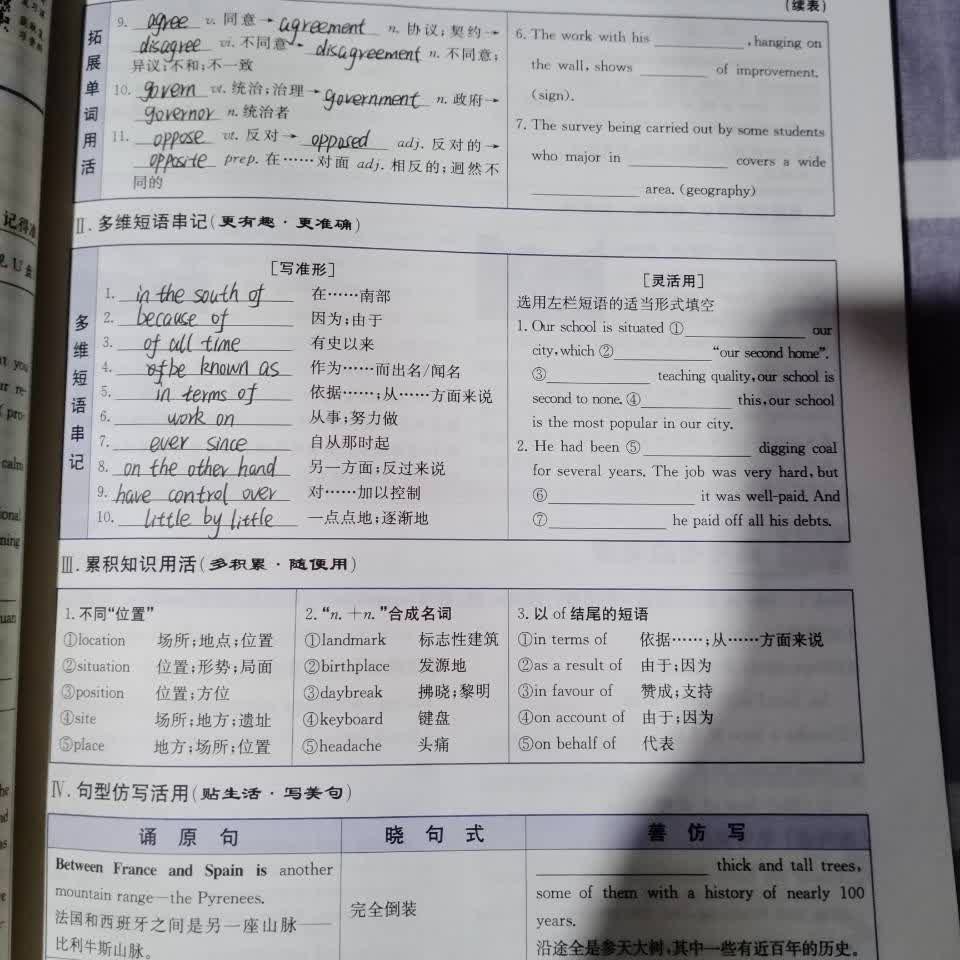 (续表)
拓展单词用活
9. agree v. 同意→agreement n. 协议;契约→
disagree vi. 不同意→disagreement n. 不同意;
异议;不和;不一致
10. govern vt. 统治;治理→government n. 政府→
governor n. 统治者
11. oppose vt. 反对→opposed adj. 反对的→
opposite prep. 在……对面 adj. 相反的;迥然不
同的
6. The work with his ____, hanging on
the wall, shows ____ of improvement.
(sign).
7. The survey being carried out by some students
who major in ____ covers a wide
____ area. (geography)
Ⅱ. 多维短语串记(更有趣·更准确)
多维短语串记
[写准形]
1. in the south of 在……南部
2. because of 因为;由于
3. of all time 有史以来
4. be known as 作为……而出名/闻名
5. in terms of 依据……;从……方面来说
6. work on 从事;努力做
7. ever since 自从那时起
8. on the other hand 另一方面;反过来说
9. have control over 对……加以控制
10. little by little 一点点地;逐渐地
[灵活用]
选用左栏短语的适当形式填空
1. Our school is situated ①____ our
city, which ②____ “our second home”.
③____ teaching quality, our school is
second to none. ④____ this, our school
is the most popular in our city.
2. He had been ⑤____ digging coal
for several years. The job was very hard, but
⑥____ it was well-paid. And
⑦____ he paid off all his debts.
Ⅲ. 累积知识用活(多积累·随便用)
1. 不同“位置”
①location 场所;地点;位置
②situation 位置;形势;局面
③position 位置;方位
④site 场所;地方;遗址
⑤place 地方;场所;位置
2. “n. +n. ”合成名词
①landmark 标志性建筑
②birthplace 发源地
③daybreak 拂晓;黎明
④keyboard 键盘
⑤headache 头痛
3. 以 of 结尾的短语
①in terms of 依据……;从……方面来说
②as a result of 由于;因为
③in favour of 赞成;支持
④on account of 由于;因为
⑤on behalf of 代表
Ⅳ. 句型仿写活用(贴生活·写美句)
诵原句 晓句式 善仿写
Between France and Spain is another
mountain range—the Pyrenees.
法国和西班牙之间是另一座山脉——
比利牛斯山脉。
完全倒装
____ thick and tall trees,
some of them with a history of nearly 100
years.
沿途全是参天大树,其中一些有近百年的历史。